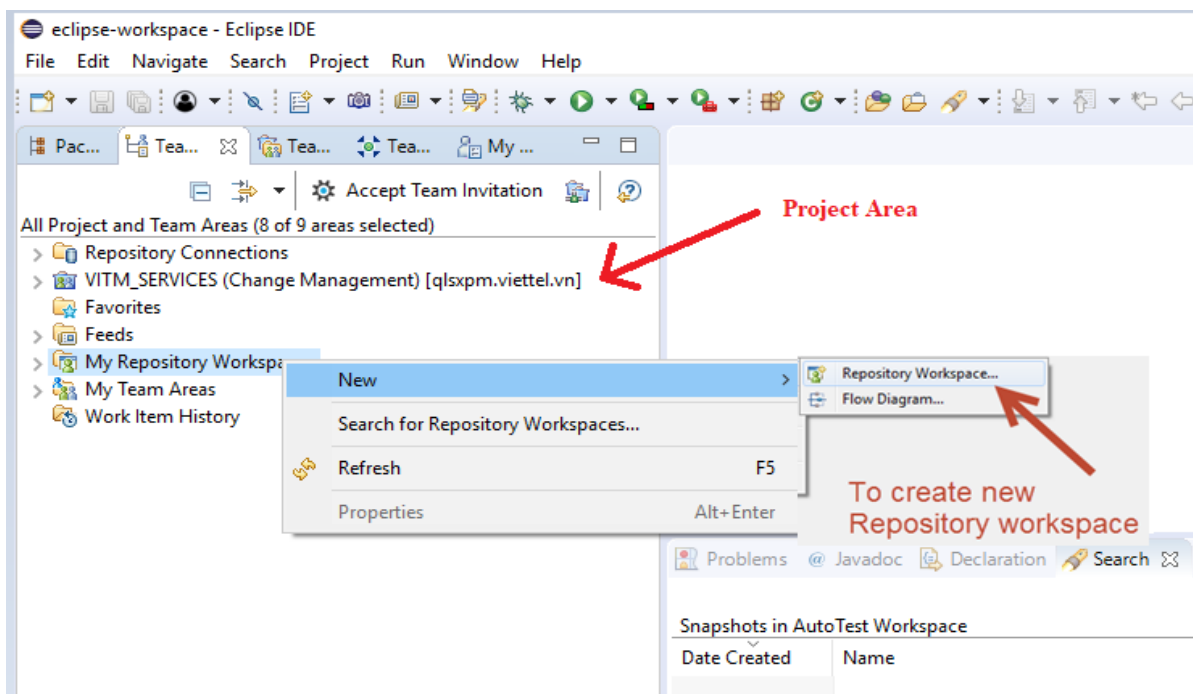 eclipse-workspace - Eclipse IDE
File Edit Navigate Search Project Run Window Help
Pac... Tea... Tea... Tea... My ...
Accept Team Invitation
Project Area
All Project and Team Areas (8 of 9 areas selected)
Repository Connections
VITM_SERVICES (Change Management) [qlsxpm.viettel.vn]
Favorites
Feeds
My Repository Workspa
My Team Areas
Work Item History
New
Search for Repository Workspaces...
Refresh F5
Properties Alt+Enter
Repository Workspace...
Flow Diagram...
To create new
Repository workspace
Problems @ Javadoc Declaration Search
Snapshots in AutoTest Workspace
Date Created Name